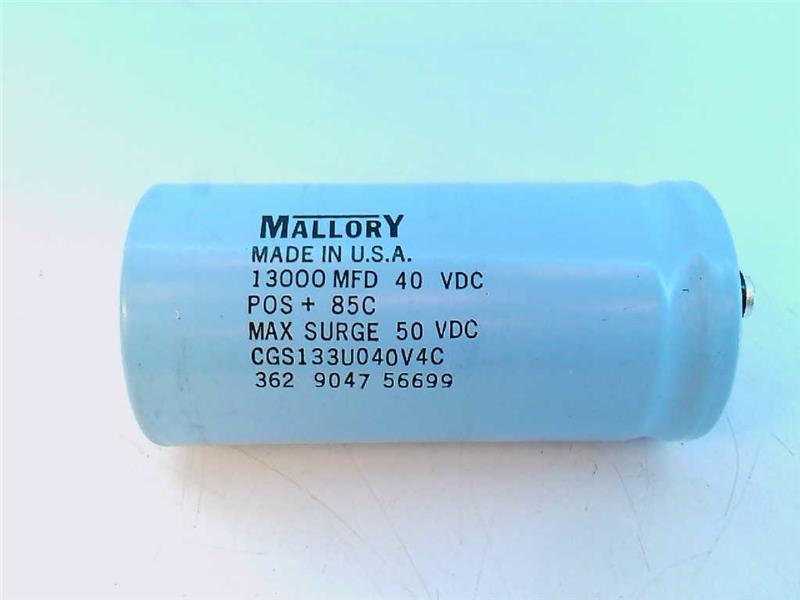 MALLORY
MADE IN U.S.A.
13000 MFD 40 VDC
POS + 85C
MAX SURGE 50 VDC
CGS133U040V4C
362 9047 56699